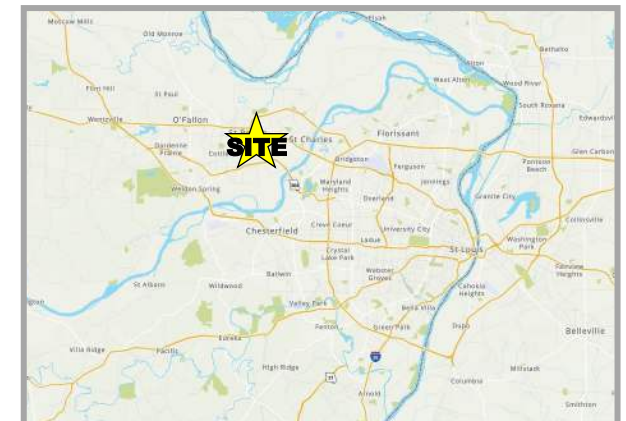 Moscow Mills
Old Monroe
Elijah
Bethalto
Alton
Wood River
West Alton
Flint Hill
St Paul
South Roxana
Wentzville
O'Fallon
Edwardsvi
St Charles
Florissant
SITE
Dardenne
Prairie
Glen Carbon
Bridgeton
Ferguson
Pontoon
Beach
Maryland
Heights
Jennings
Weldon Spring
Overland
Granite City
Collinsville
Creve Coeur
University City
Chesterfield
Ladue
St Louis
Washington
Park
Crystal
Lake Park
Fairview
Heights
Ballwin
Webster
Groves
Cahokia
Heights
St Albans
Wildwood
Valley Park
Bella Villa
Fenton
Green Park
Dupo
Belleville
Eureka
Villa Ridge
Pacific
High Ridge
Millstadt
Columbia
Arnold
Smithton